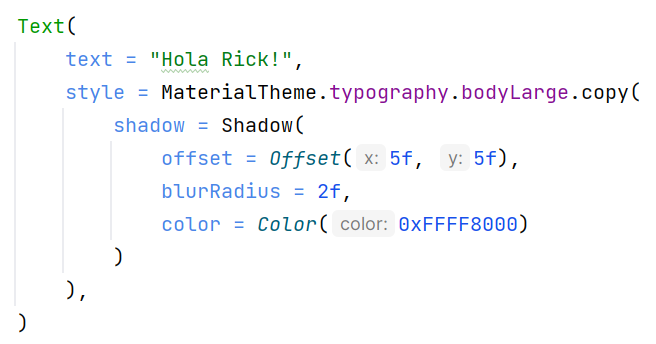 Text(
    text = "Hola Rick!",
    style = MaterialTheme.typography.bodyLarge.copy(
        shadow = Shadow(
            offset = Offset( x: 5f, y: 5f),
            blurRadius = 2f,
            color = Color( color: 0xFFFF8000)
        )
    ),
)